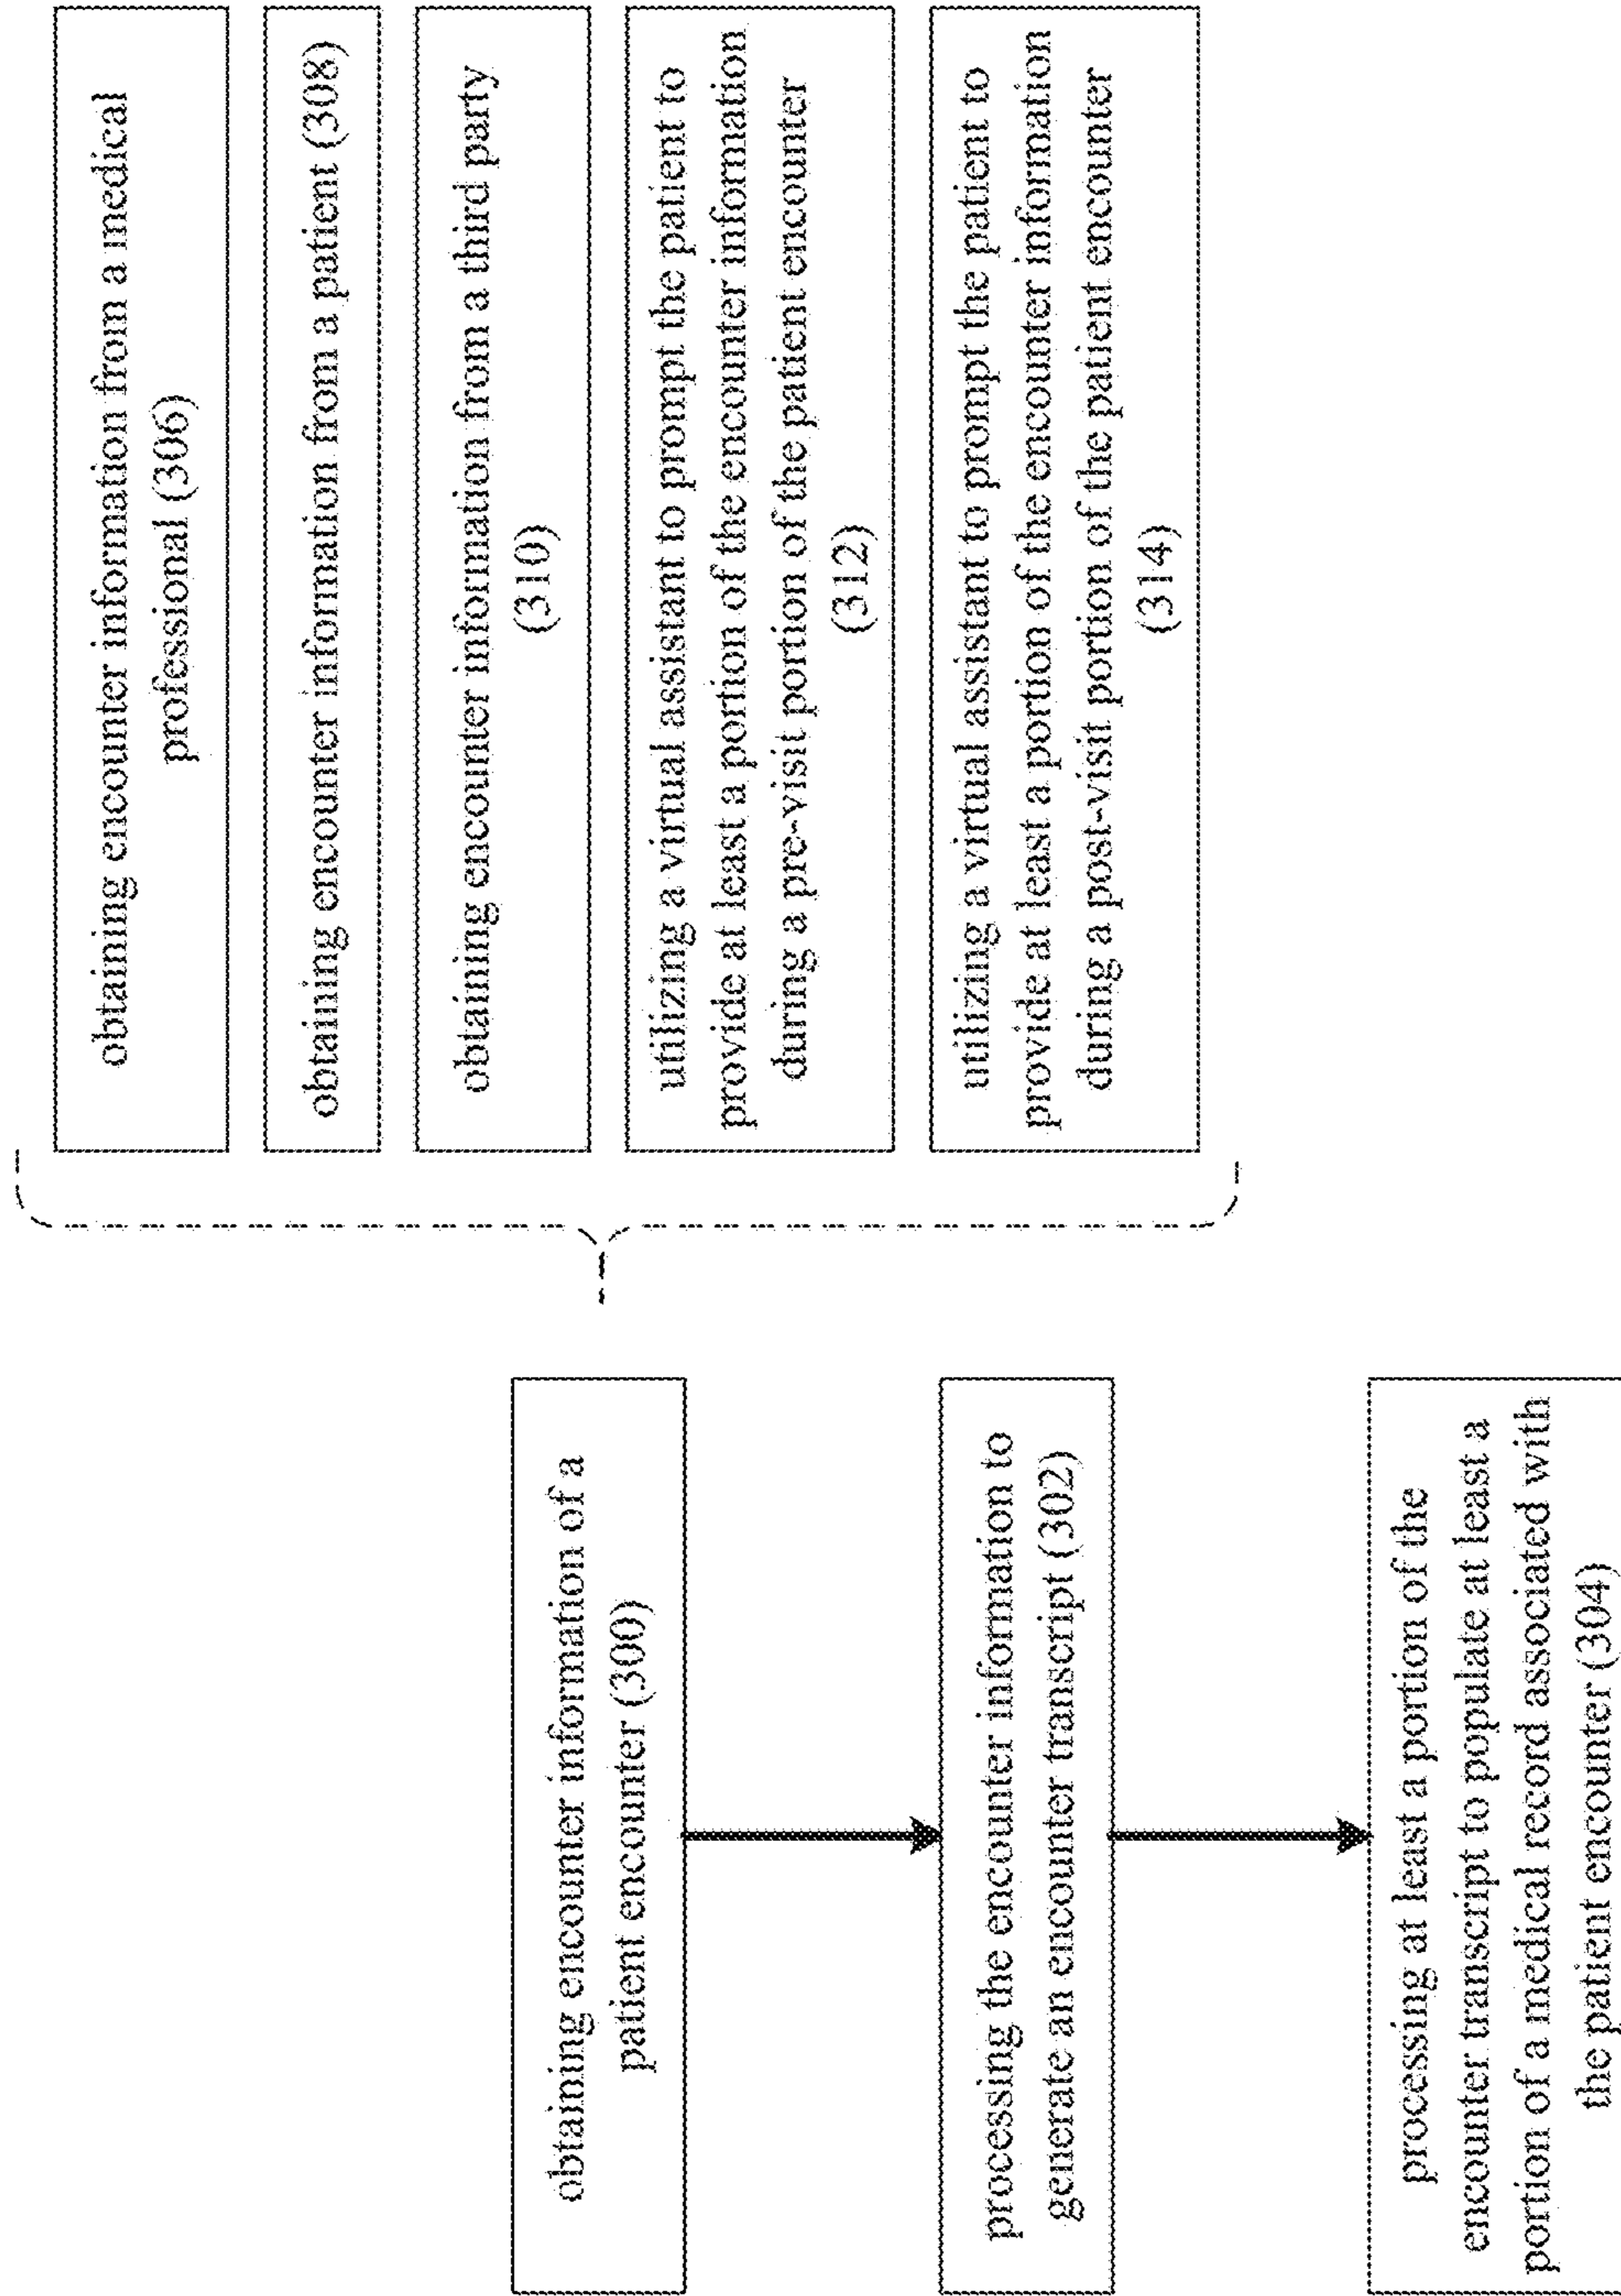 obtaining encounter information of a
patient encounter (300)
processing the encounter information to
generate an encounter transcript (302)
processing at least a portion of the
encounter transcript to populate at least a
portion of a medical record associated with
the patient encounter (304)
obtaining encounter information from a medical
professional (306)
obtaining encounter information from a patient (308)
obtaining encounter information from a third party
(310)
utilizing a virtual assistant to prompt the patient to
provide at least a portion of the encounter information
during a pre-visit portion of the patient encounter
(312)
utilizing a virtual assistant to prompt the patient to
provide at least a portion of the encounter information
during a post-visit portion of the patient encounter
(314)